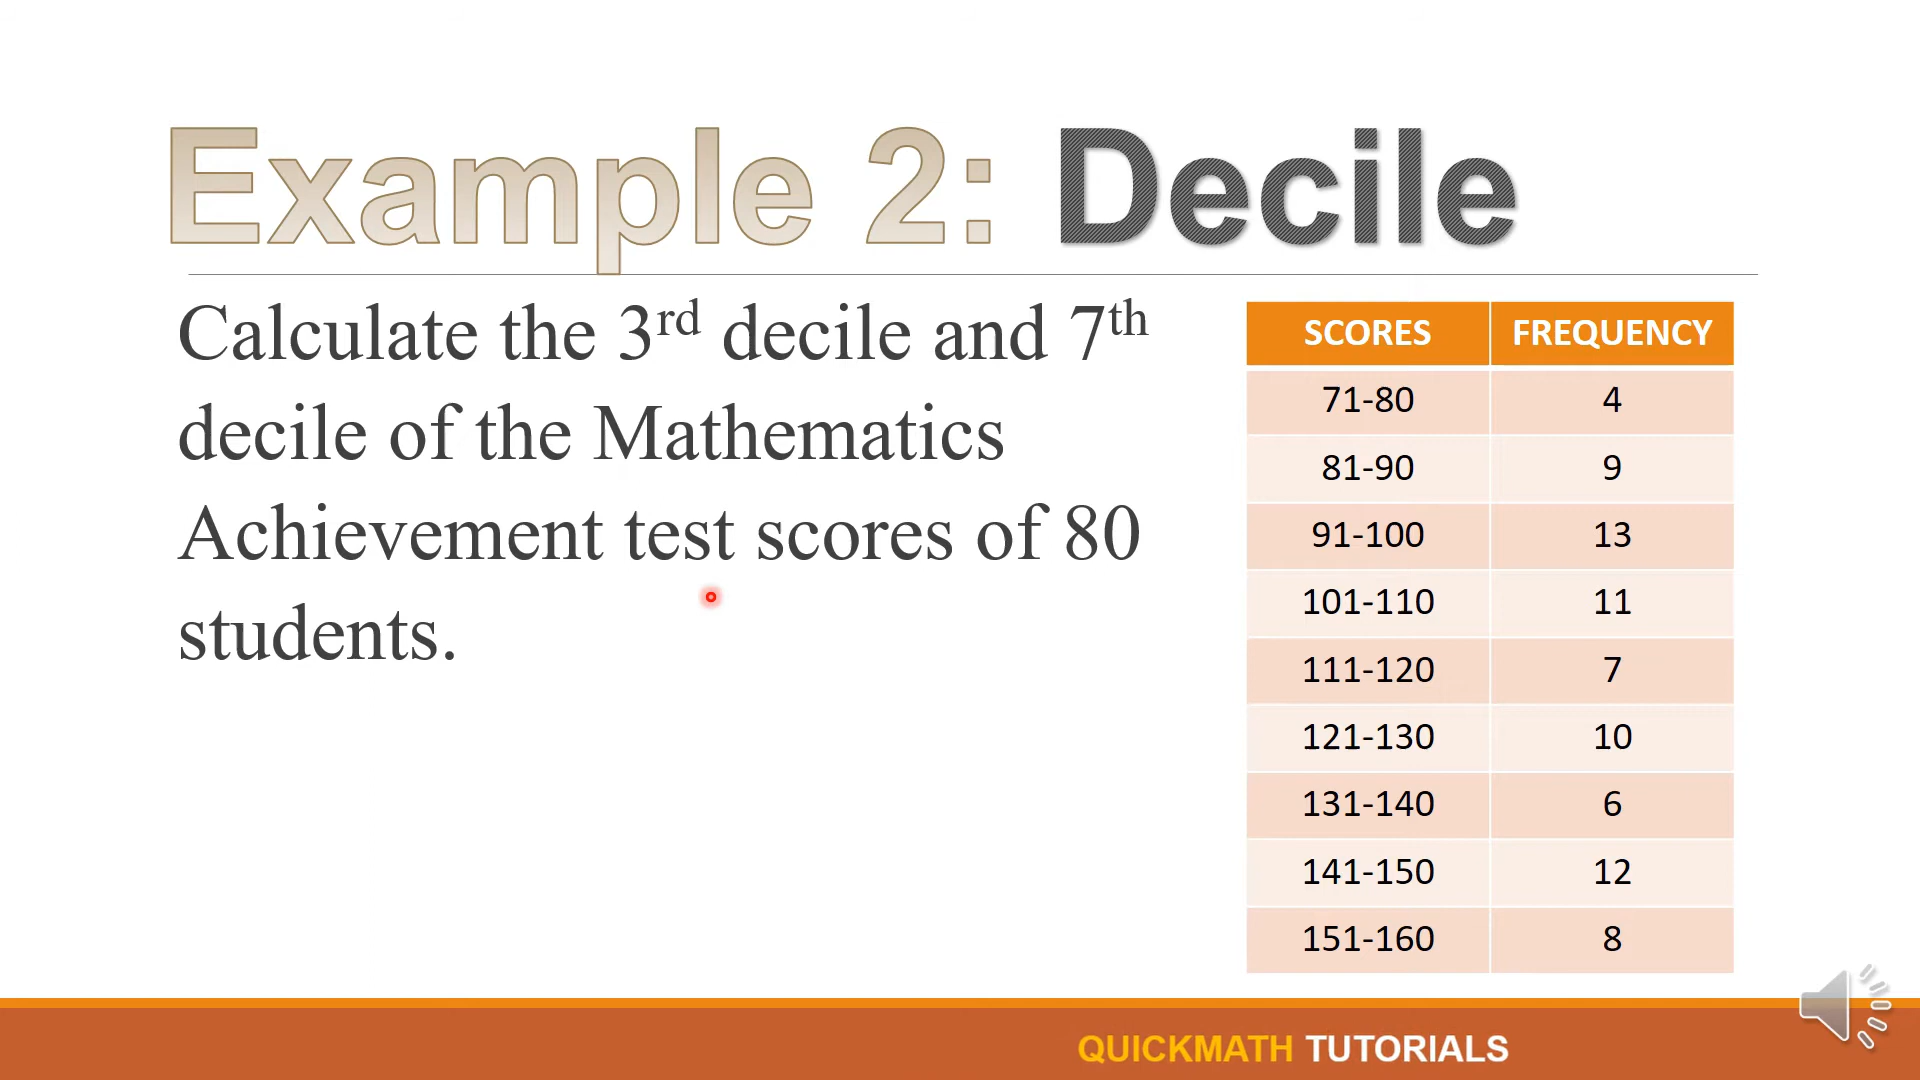 Example 2: Decile
Calculate the 3rd decile and 7th
decile of the Mathematics
Achievement test scores of 80
students.
SCORES FREQUENCY
71-80 4
81-90 9
91-100 13
101-110 11
111-120 7
121-130 10
131-140 6
141-150 12
151-160 8
QUICKMATH TUTORIALS